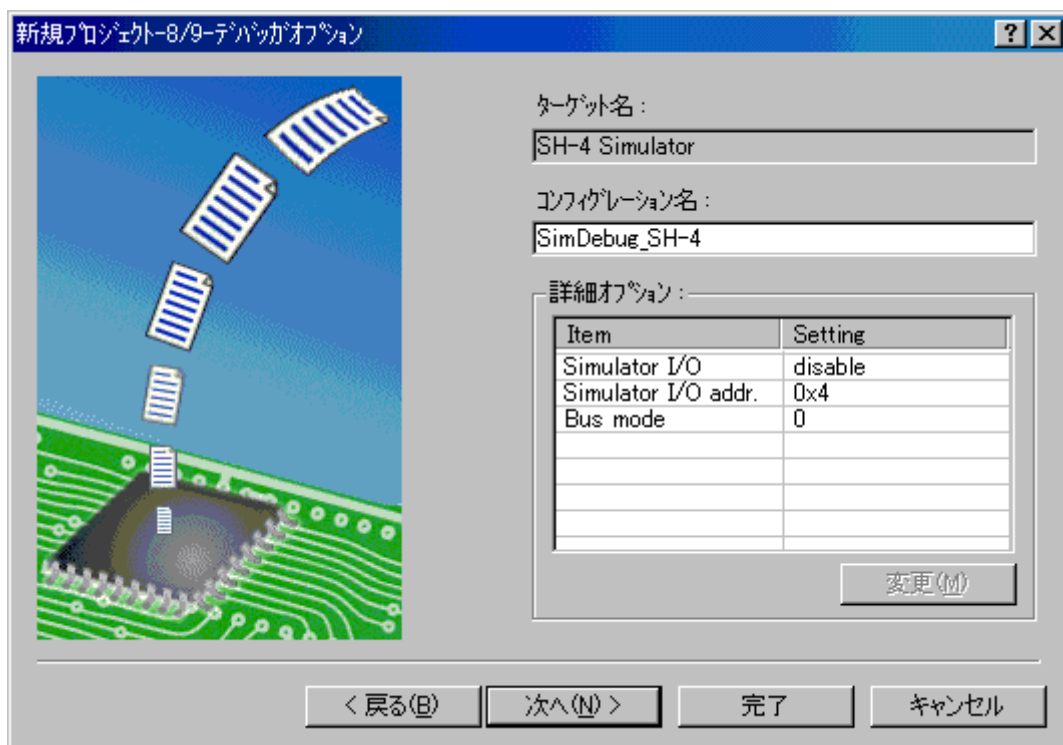 新規プロジェクト-8/9-デバッガオプション
ターゲット名：
SH-4 Simulator
コンフィグレーション名：
SimDebug_SH-4
詳細オプション：
Item Setting
Simulator I/O disable
Simulator I/O addr. 0x4
Bus mode 0
変更(M)
< 戻る(B) 次へ(N) > 完了 キャンセル